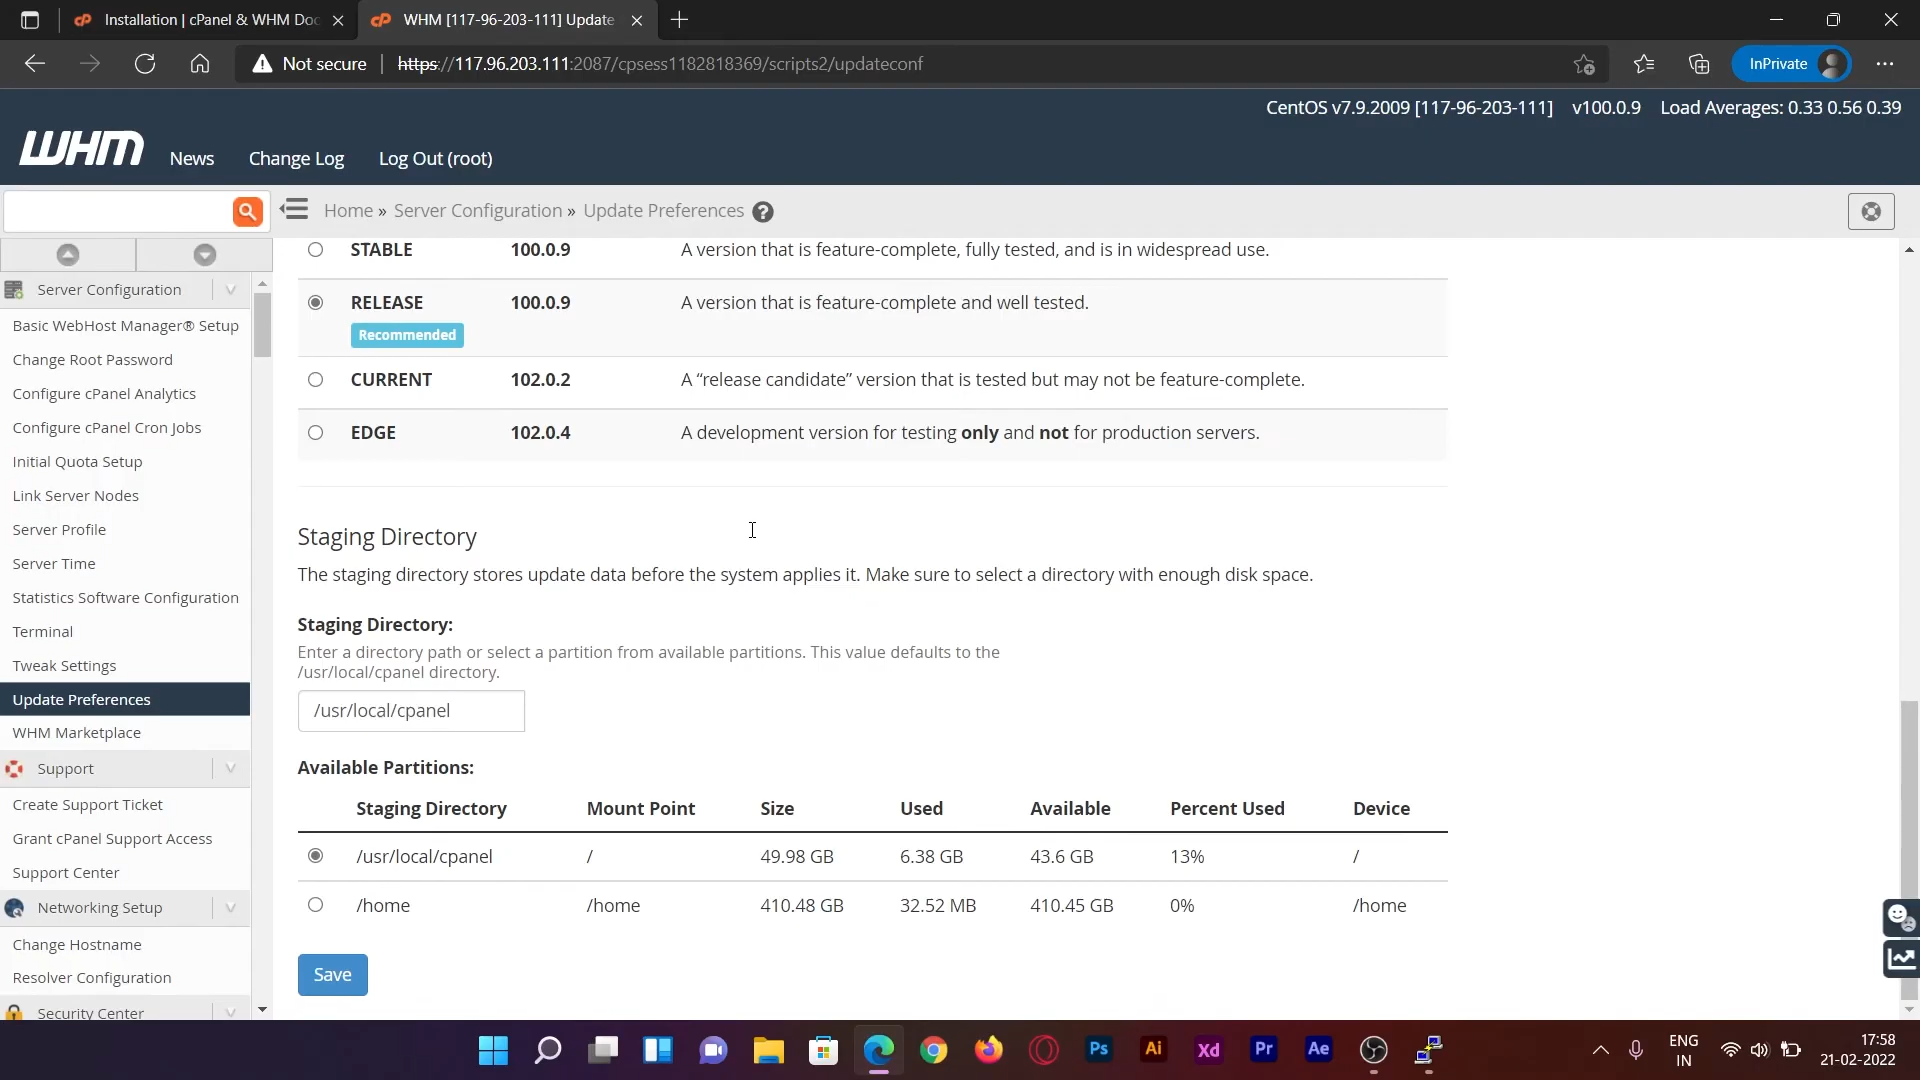 Installation | cPanel & WHM Doc
WHM [117-96-203-111] Update
Not secure
https://117.96.203.111:2087/cpsess1182818369/scripts2/updateconf
InPrivate
CentOS v7.9.2009 [117-96-203-111] v100.0.9 Load Averages: 0.33 0.56 0.39
WHM
News
Change Log
Log Out (root)
Home » Server Configuration » Update Preferences
Server Configuration
Basic WebHost Manager® Setup
Change Root Password
Configure cPanel Analytics
Configure cPanel Cron Jobs
Initial Quota Setup
Link Server Nodes
Server Profile
Server Time
Statistics Software Configuration
Terminal
Tweak Settings
Update Preferences
WHM Marketplace
Support
Create Support Ticket
Grant cPanel Support Access
Support Center
Networking Setup
Change Hostname
Resolver Configuration
Security Center
STABLE 100.0.9 A version that is feature-complete, fully tested, and is in widespread use.
RELEASE 100.0.9 A version that is feature-complete and well tested.
Recommended
CURRENT 102.0.2 A “release candidate” version that is tested but may not be feature-complete.
EDGE 102.0.4 A development version for testing only and not for production servers.
Staging Directory
The staging directory stores update data before the system applies it. Make sure to select a directory with enough disk space.
Staging Directory:
Enter a directory path or select a partition from available partitions. This value defaults to the
/usr/local/cpanel directory.
/usr/local/cpanel
Available Partitions:
Staging Directory Mount Point Size Used Available Percent Used Device
/usr/local/cpanel / 49.98 GB 6.38 GB 43.6 GB 13% /
/home /home 410.48 GB 32.52 MB 410.45 GB 0% /home
Save
Ps
Ai
Xd
Pr
Ae
ENG
IN
17:58
21-02-2022